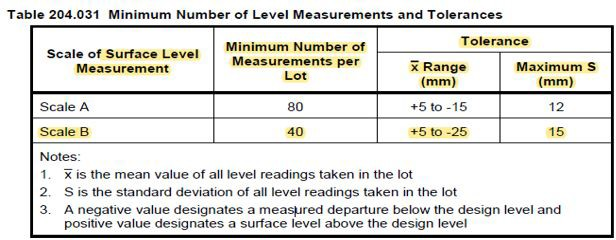 Table 204.031 Minimum Number of Level Measurements and Tolerances
Scale of Surface Level
Measurement
Minimum Number of
Measurements per
Lot
Tolerance
x̅ Range
(mm)
Maximum S
(mm)
Scale A 80 +5 to -15 12
Scale B 40 +5 to -25 15
Notes:
1. x̅ is the mean value of all level readings taken in the lot
2. S is the standard deviation of all level readings taken in the lot
3. A negative value designates a measured departure below the design level and
positive value designates a surface level above the design level